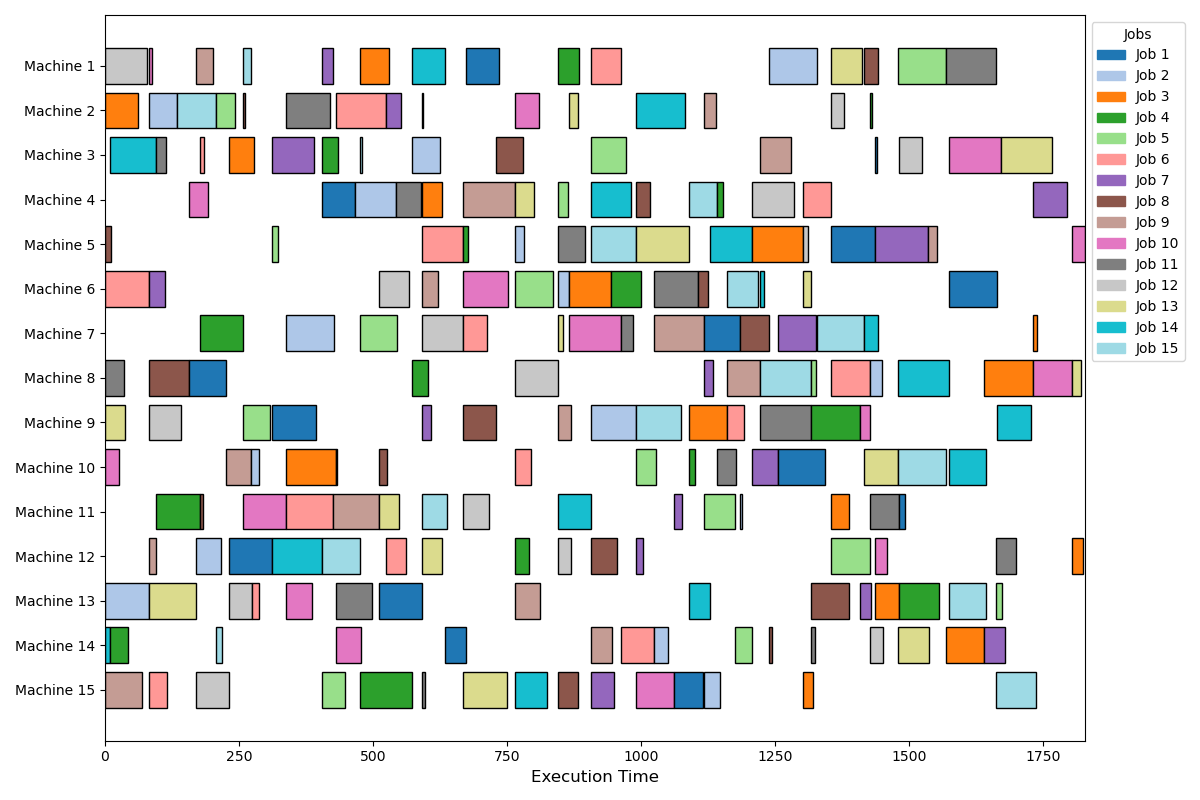 Machine 1
Machine 2
Machine 3
Machine 4
Machine 5
Machine 6
Machine 7
Machine 8
Machine 9
Machine 10
Machine 11
Machine 12
Machine 13
Machine 14
Machine 15
0 250 500 750 1000 1250 1500 1750
Execution Time
Jobs
Job 1
Job 2
Job 3
Job 4
Job 5
Job 6
Job 7
Job 8
Job 9
Job 10
Job 11
Job 12
Job 13
Job 14
Job 15